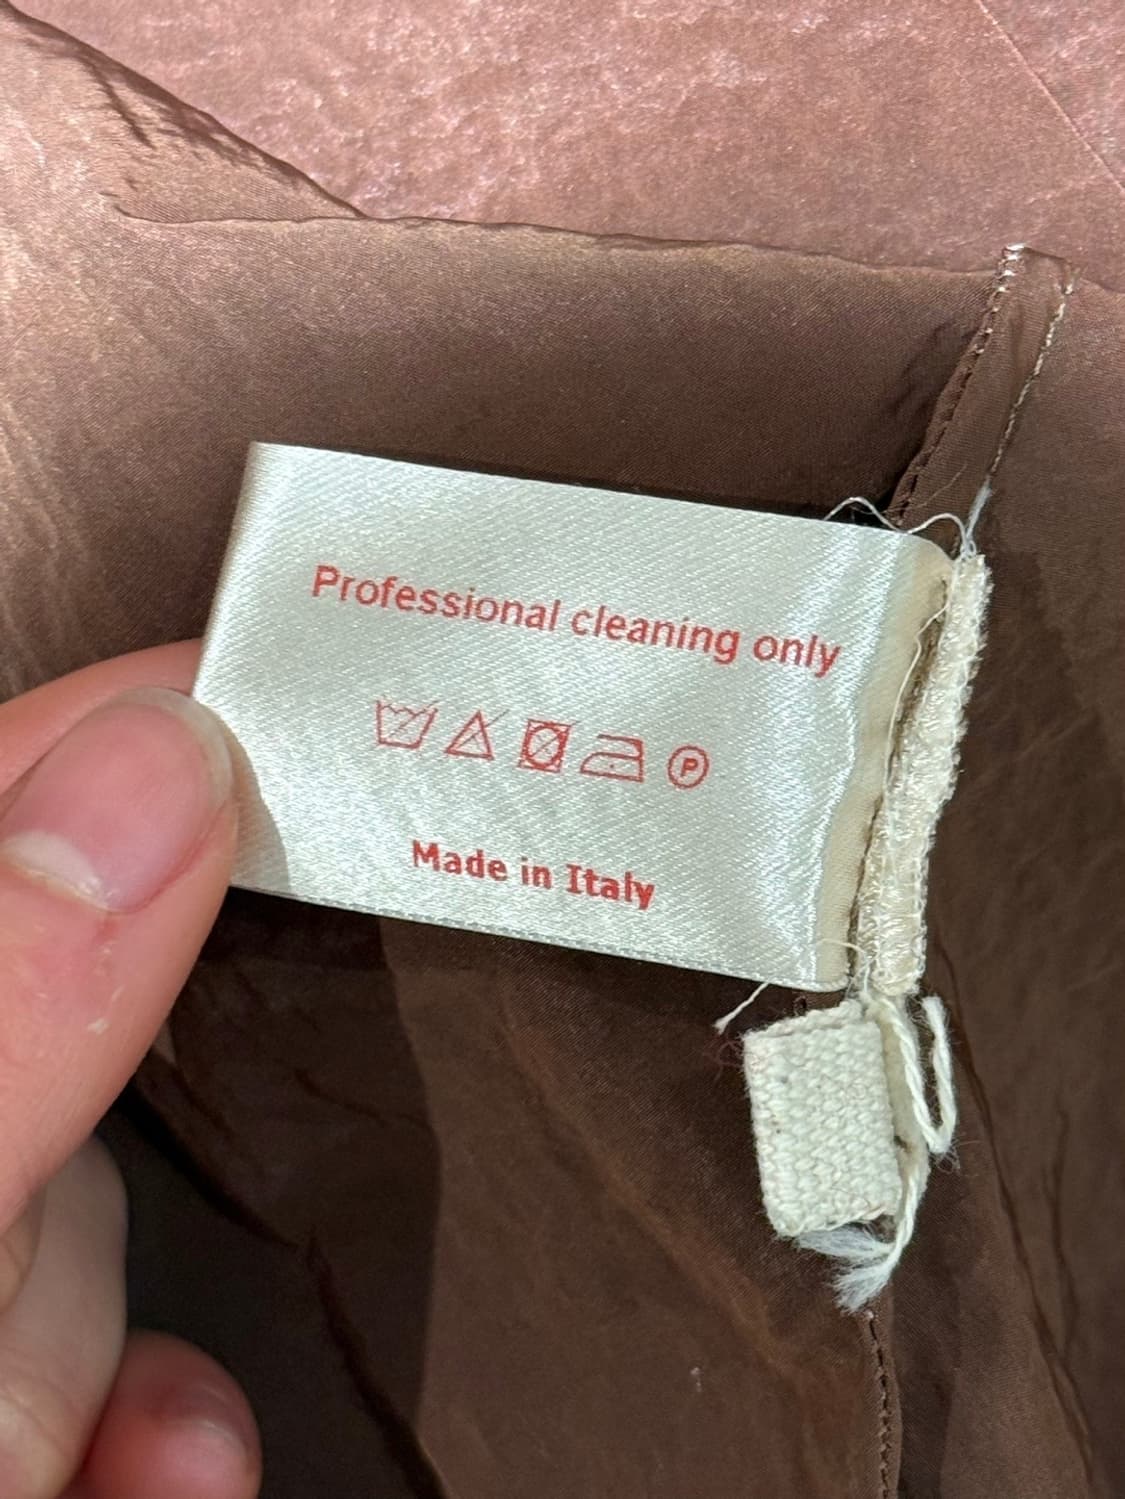 Professional cleaning only
P
Made in Italy